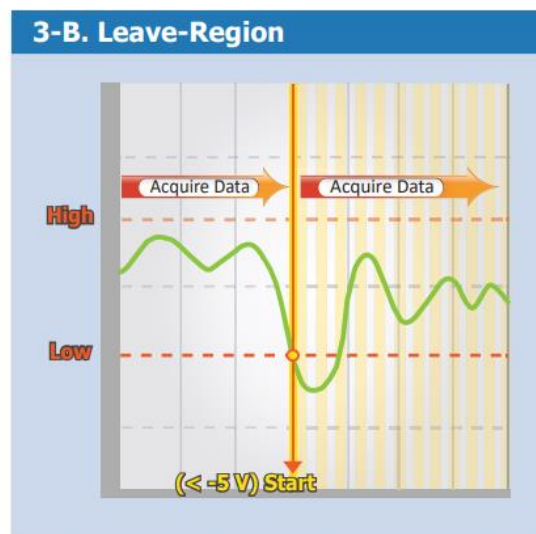 3-B. Leave-Region
Acquire Data Acquire Data
High
Low
(< -5 V) Start